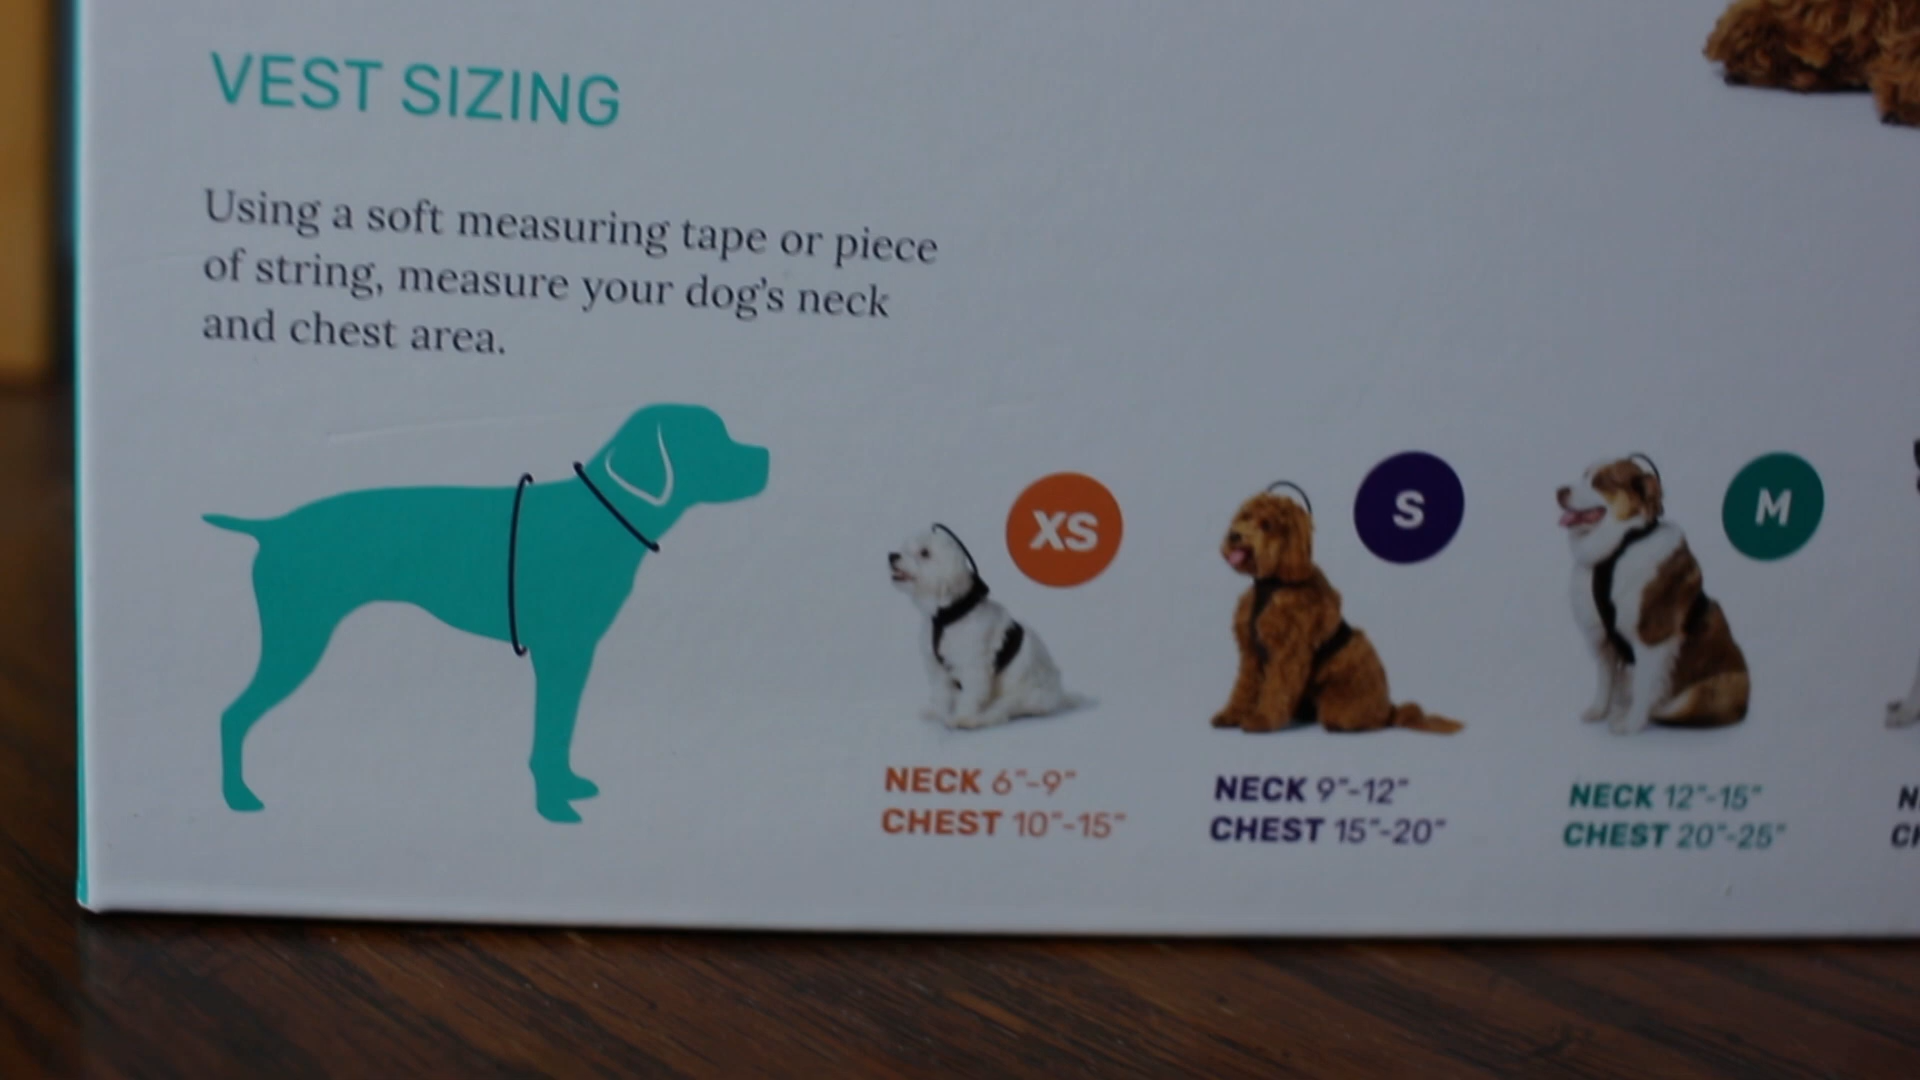 VEST SIZING
Using a soft measuring tape or piece
of string, measure your dog's neck
and chest area.
XS
S
M
NECK 6"-9"
CHEST 10"-15"
NECK 9"-12"
CHEST 15"-20"
NECK 12"-15"
CHEST 20"-25"